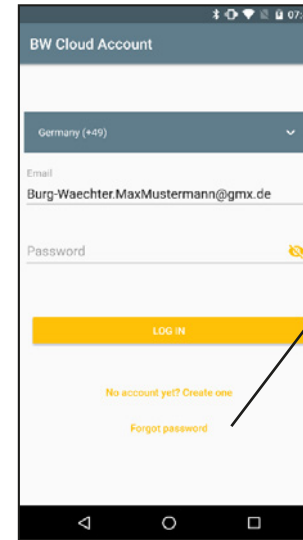 07:
BW Cloud Account
Germany (+49)
Email
Burg-Waechter.MaxMustermann@gmx.de
Password
LOG IN
No account yet? Create one
Forgot password